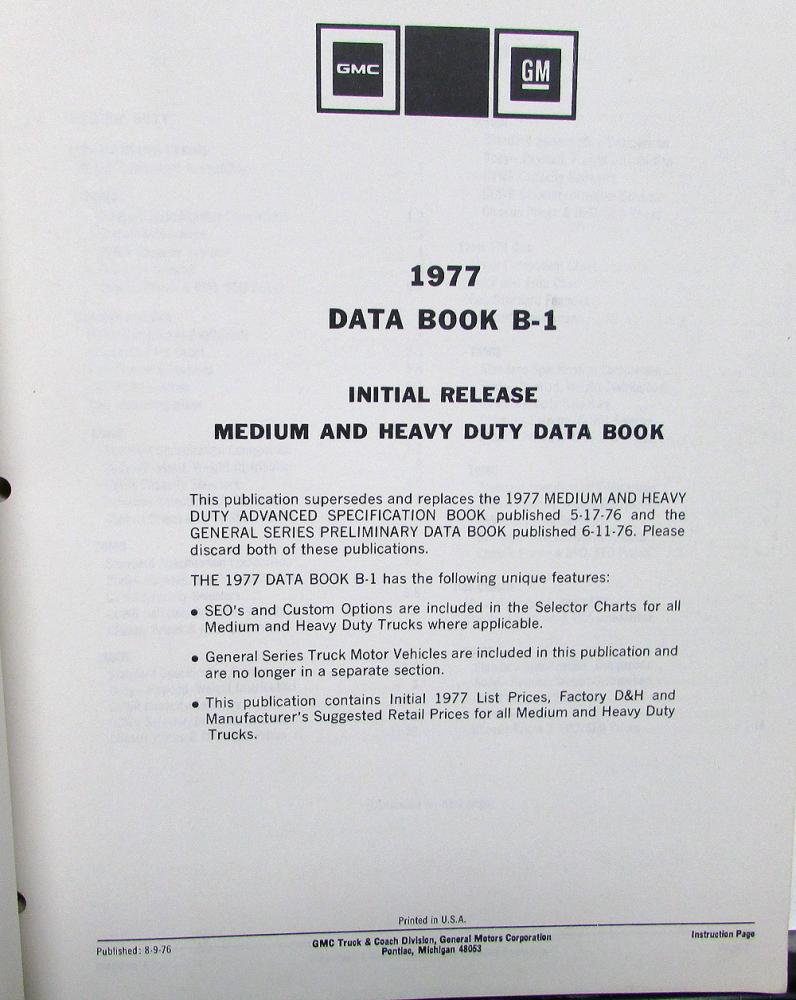 GMC GM
1977
DATA BOOK B-1
INITIAL RELEASE
MEDIUM AND HEAVY DUTY DATA BOOK
This publication supersedes and replaces the 1977 MEDIUM AND HEAVY
DUTY ADVANCED SPECIFICATION BOOK published 5-17-76 and the
GENERAL SERIES PRELIMINARY DATA BOOK published 6-11-76. Please
discard both of these publications.
THE 1977 DATA BOOK B-1 has the following unique features:
● SEO's and Custom Options are included in the Selector Charts for all
Medium and Heavy Duty Trucks where applicable.
● General Series Truck Motor Vehicles are included in this publication and
are no longer in a separate section.
● This publication contains Initial 1977 List Prices, Factory D&H and
Manufacturer's Suggested Retail Prices for all Medium and Heavy Duty
Trucks.
Printed in U.S.A.
Published: 8-9-76
GMC Truck & Coach Division, General Motors Corporation
Pontiac, Michigan 48053
Instruction Page